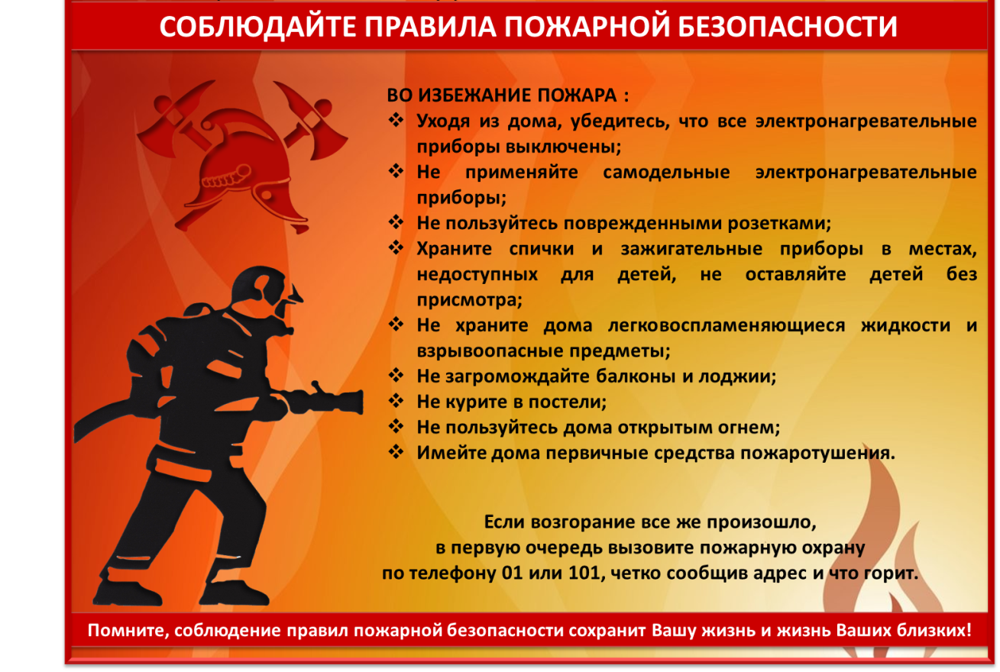 СОБЛЮДАЙТЕ ПРАВИЛА ПОЖАРНОЙ БЕЗОПАСНОСТИ
ВО ИЗБЕЖАНИЕ ПОЖАРА :
❖ Уходя из дома, убедитесь, что все электронагревательные
приборы выключены;
❖ Не применяйте самодельные электронагревательные
приборы;
❖ Не пользуйтесь поврежденными розетками;
❖ Храните спички и зажигательные приборы в местах,
недоступных для детей, не оставляйте детей без
присмотра;
❖ Не храните дома легковоспламеняющиеся жидкости и
взрывоопасные предметы;
❖ Не загромождайте балконы и лоджии;
❖ Не курите в постели;
❖ Не пользуйтесь дома открытым огнем;
❖ Имейте дома первичные средства пожаротушения.
Если возгорание все же произошло,
в первую очередь вызовите пожарную охрану
по телефону 01 или 101, четко сообщив адрес и что горит.
Помните, соблюдение правил пожарной безопасности сохранит Вашу жизнь и жизнь Ваших близких!